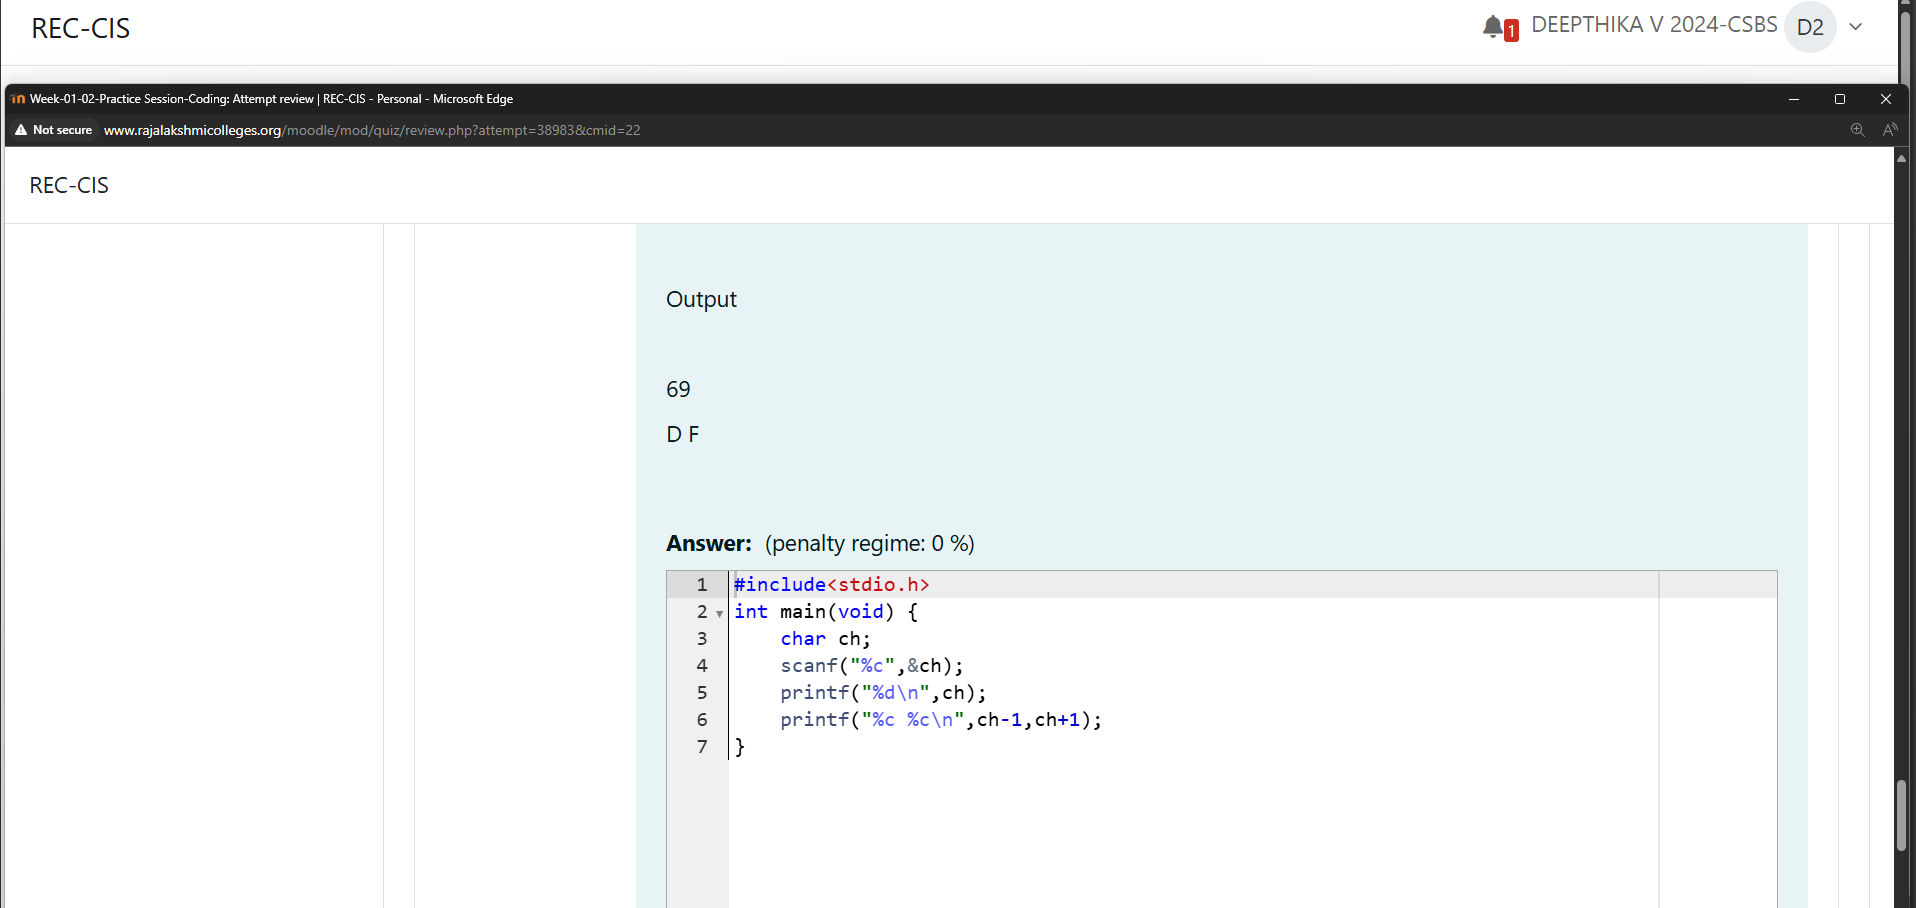 REC-CIS
1 DEEPTHIKA V 2024-CSBS D2
Week-01-02-Practice Session-Coding: Attempt review | REC-CIS - Personal - Microsoft Edge
Not secure www.rajalakshmicolleges.org/moodle/mod/quiz/review.php?attempt=38983&cmid=22
REC-CIS
Output
69
D F
Answer: (penalty regime: 0 %)
1 #include<stdio.h>
2 int main(void) {
3 char ch;
4 scanf("%c",&ch);
5 printf("%d\n",ch);
6 printf("%c %c\n",ch-1,ch+1);
7 }